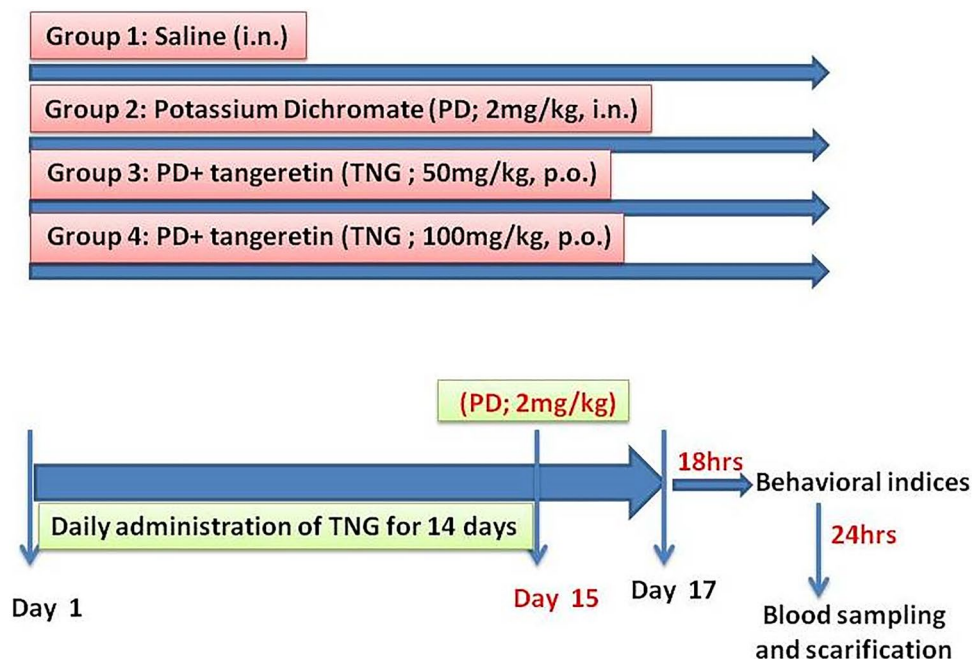 Group 1: Saline (i.n.)
Group 2: Potassium Dichromate (PD; 2mg/kg, i.n.)
Group 3: PD+ tangeretin (TNG ; 50mg/kg, p.o.)
Group 4: PD+ tangeretin (TNG ; 100mg/kg, p.o.)
(PD; 2mg/kg)
18hrs
Behavioral indices
Daily administration of TNG for 14 days
24hrs
Day 1
Day 15
Day 17
Blood sampling
and scarification